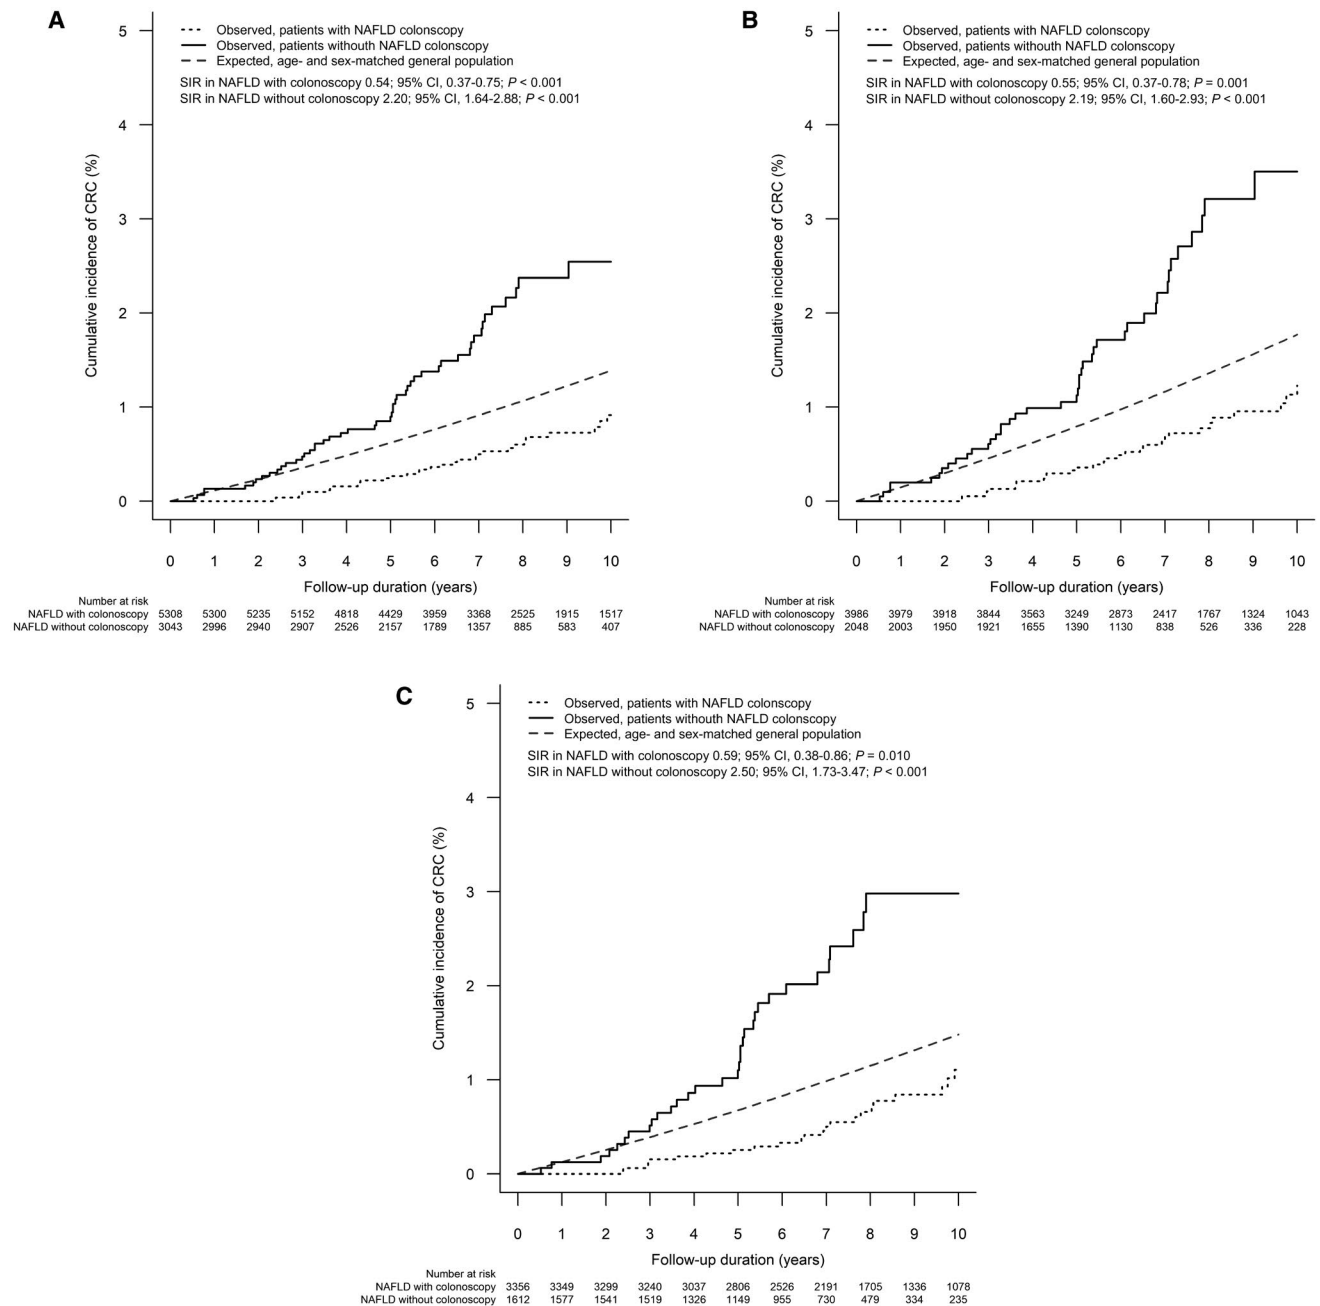 A
5
4
3
2
1
0
Cumulative incidence of CRC (%)
Observed, patients with NAFLD colonscopy
Observed, patients withouth NAFLD colonscopy
Expected, age- and sex-matched general population
SIR in NAFLD with colonoscopy 0.54; 95% CI, 0.37-0.75; P < 0.001
SIR in NAFLD without colonoscopy 2.20; 95% CI, 1.64-2.88; P < 0.001
0 1 2 3 4 5 6 7 8 9 10
Follow-up duration (years)
Number at risk
NAFLD with colonoscopy 5308 5300 5235 5152 4818 4429 3959 3368 2525 1915 1517
NAFLD without colonoscopy 3043 2996 2940 2907 2526 2157 1789 1357 885 583 407
B
5
4
3
2
1
0
Cumulative incidence of CRC (%)
Observed, patients with NAFLD colonscopy
Observed, patients withouth NAFLD colonscopy
Expected, age- and sex-matched general population
SIR in NAFLD with colonoscopy 0.55; 95% CI, 0.37-0.78; P = 0.001
SIR in NAFLD without colonoscopy 2.19; 95% CI, 1.60-2.93; P < 0.001
0 1 2 3 4 5 6 7 8 9 10
Follow-up duration (years)
Number at risk
NAFLD with colonoscopy 3986 3979 3918 3844 3563 3249 2873 2417 1767 1324 1043
NAFLD without colonoscopy 2048 2003 1950 1921 1655 1390 1130 838 526 336 228
C
5
4
3
2
1
0
Cumulative incidence of CRC (%)
Observed, patients with NAFLD colonscopy
Observed, patients withouth NAFLD colonscopy
Expected, age- and sex-matched general population
SIR in NAFLD with colonoscopy 0.59; 95% CI, 0.38-0.86; P = 0.010
SIR in NAFLD without colonoscopy 2.50; 95% CI, 1.73-3.47; P < 0.001
0 1 2 3 4 5 6 7 8 9 10
Follow-up duration (years)
Number at risk
NAFLD with colonoscopy 3356 3349 3299 3240 3037 2806 2526 2191 1705 1336 1078
NAFLD without colonoscopy 1612 1577 1541 1519 1326 1149 955 730 479 334 235